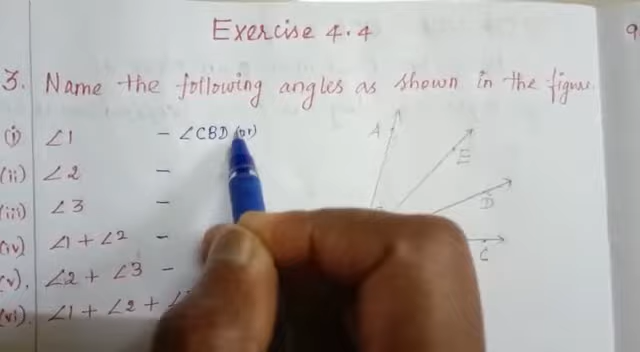 Exercise 4.4
9
3. Name the following angles as shown in the figure.
(i) ∠1 - ∠CBD (or)
(ii) ∠2 -
(iii) ∠3 -
(iv) ∠1 + ∠2 -
(v). ∠2 + ∠3 -
(vi). ∠1 + ∠2 + ∠
A
E
D
C